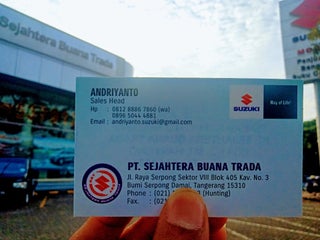 Sejahtera Buana Trada
SUZUKI
ANDRIYANTO
Sales Head
Hp : 0812 8886 7860 (wa)
0896 5044 4881
Email : andriyanto.suzuki@gmail.com
SUZUKI
Way of Life!
PT. SEJAHTERA BUANA TRADA
Jl. Raya Serpong Sektor VIII Blok 405 Kav. No. 3
Bumi Serpong Damai, Tangerang 15310
Phone : (021) (Hunting)
Fax. : (021)